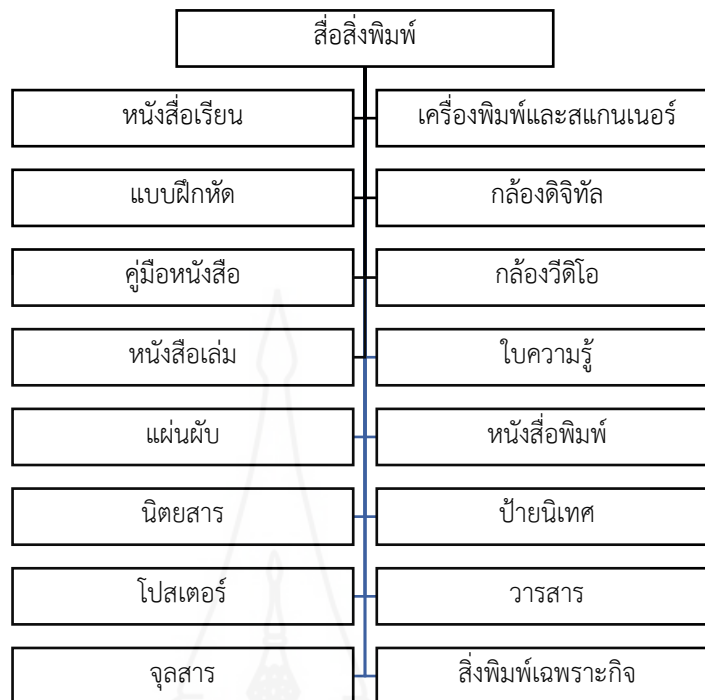 สื่อสิ่งพิมพ์
หนังสื่อเรียน
เครื่องพิมพ์และสแกนเนอร์
แบบฝึกหัด
กล้องดิจิทัล
คู่มือหนังสือ
กล้องวีดิโอ
หนังสือเล่ม
ใบความรู้
แผ่นผับ
หนังสือพิมพ์
นิตยสาร
ป้ายนิเทศ
โปสเตอร์
วารสาร
จุลสาร
สิ่งพิมพ์เฉพราะกิจ